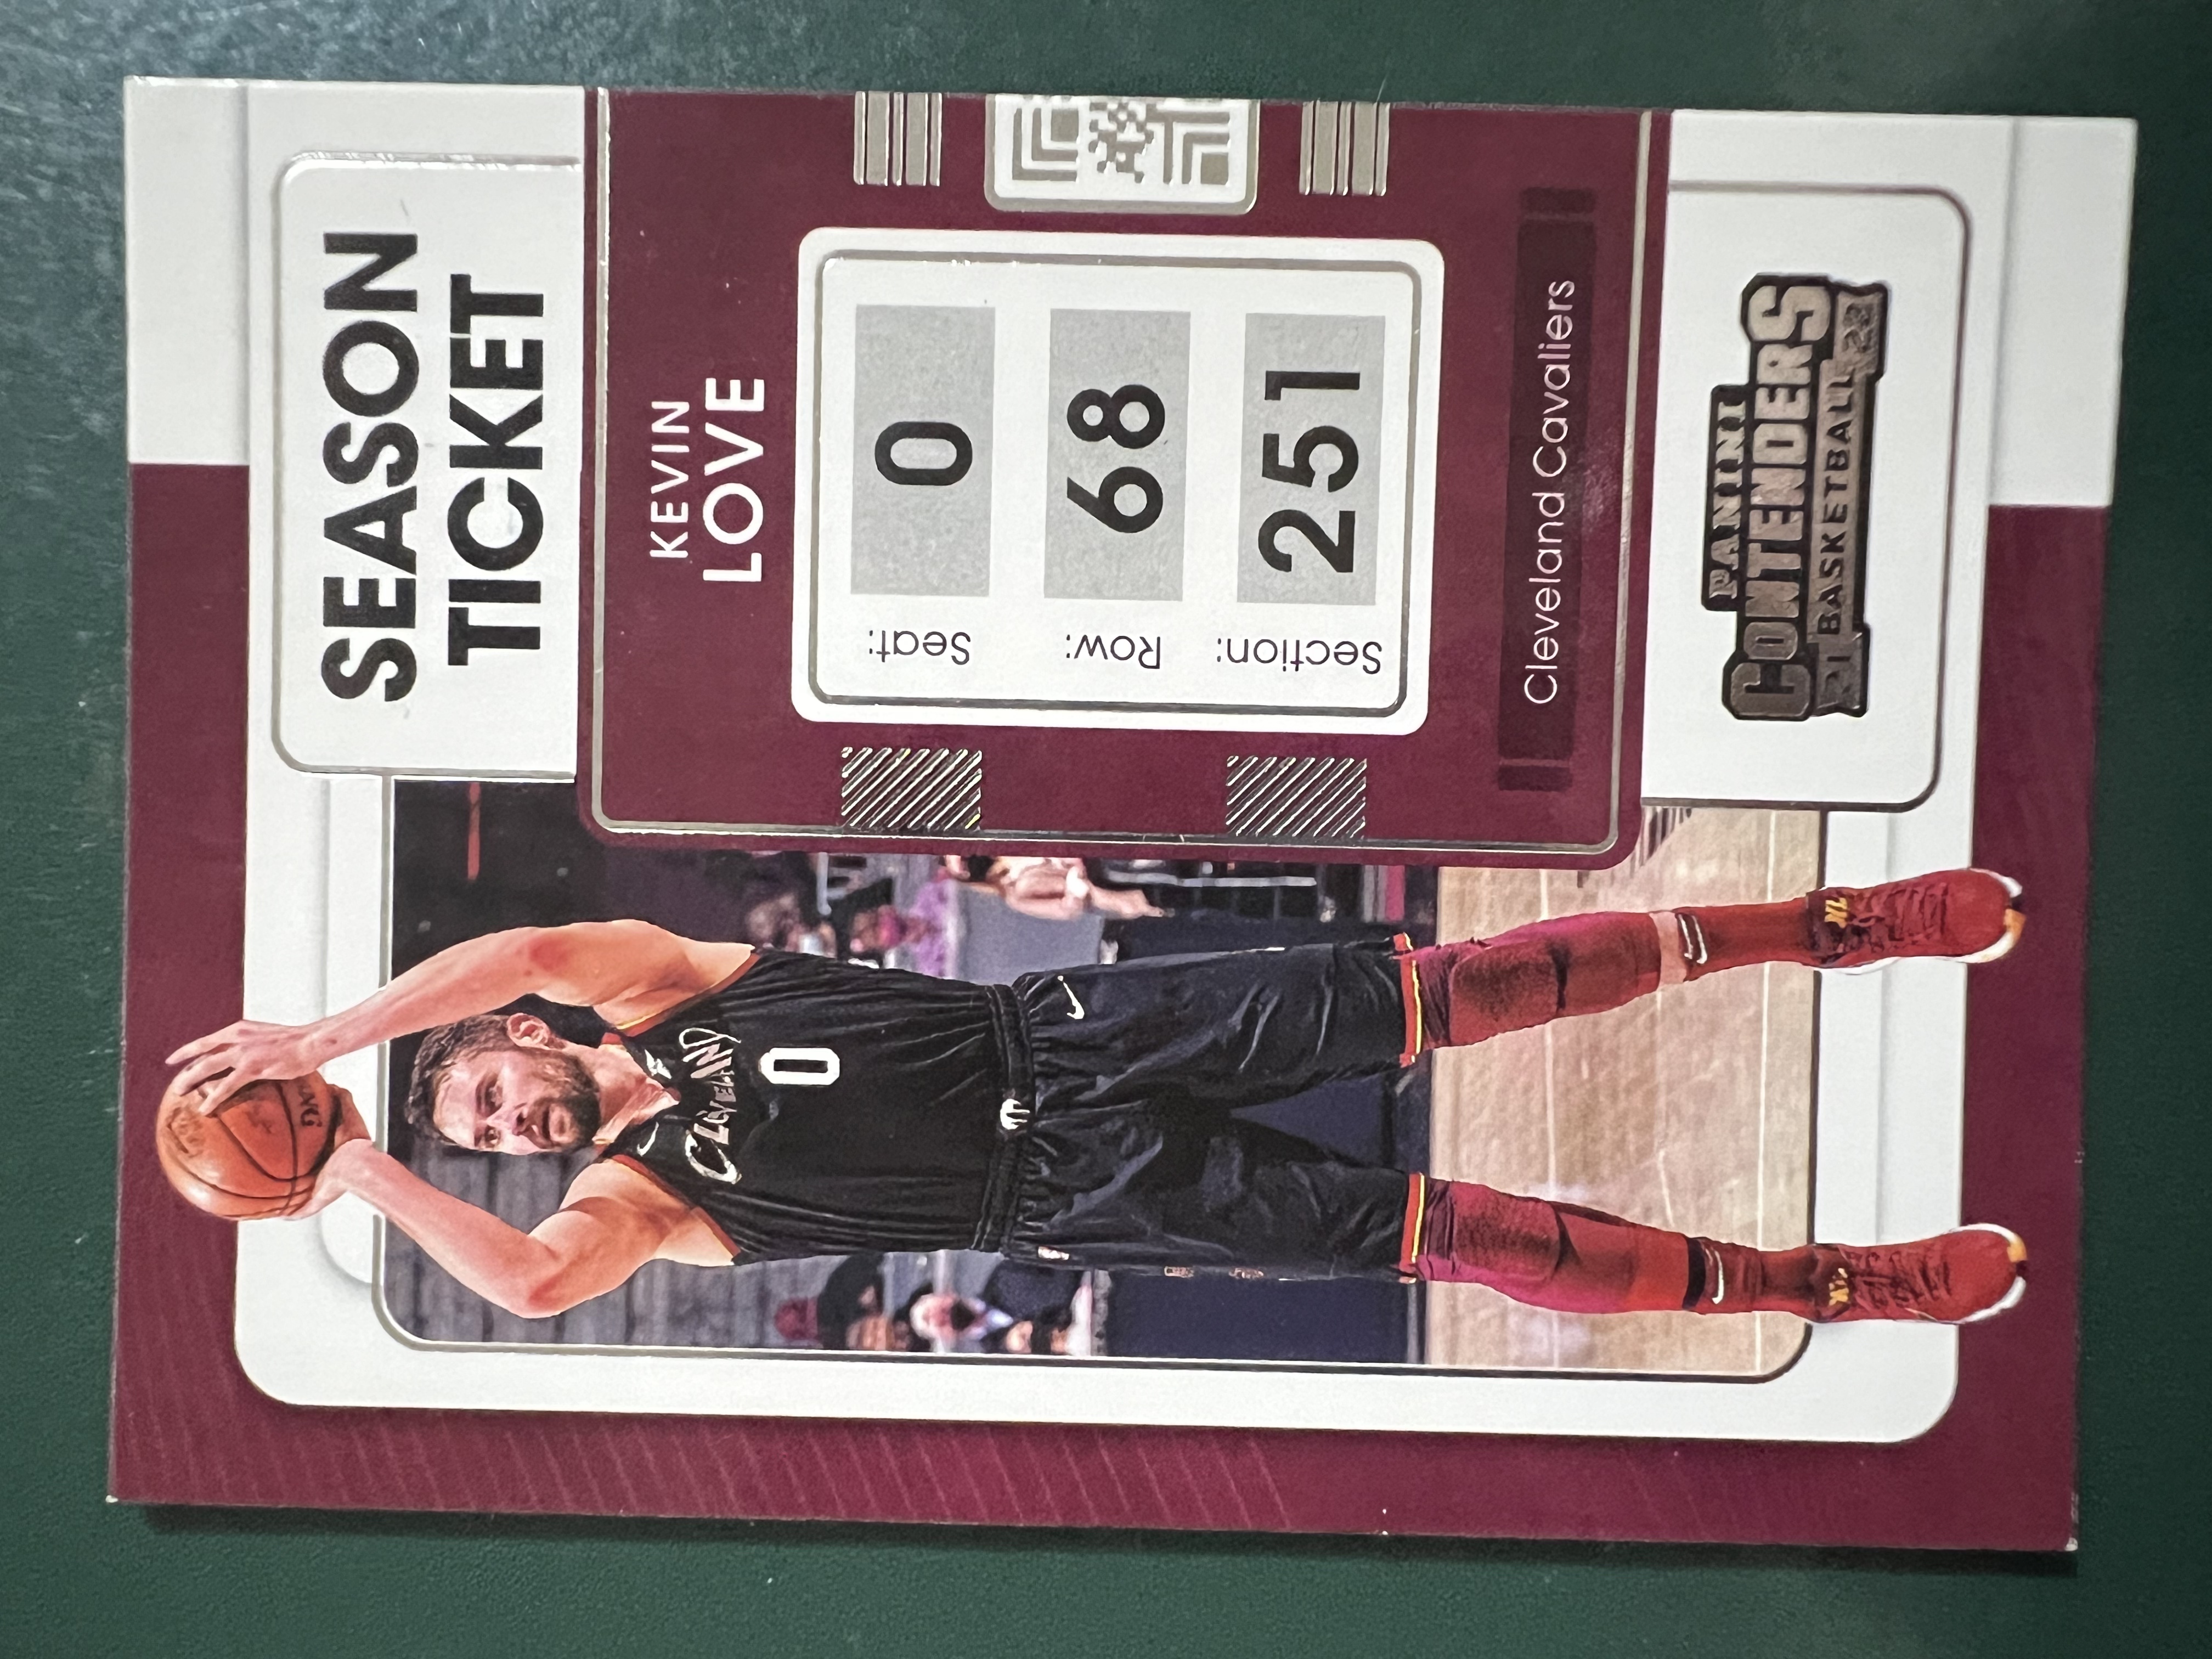 SEASON
TICKET
KEVIN
LOVE
Seat:
0
Row:
68
Section:
251
Cleveland Cavaliers
PANINI
CONTENDERS
21 BASKETBALL 22
CLEVELAND
0